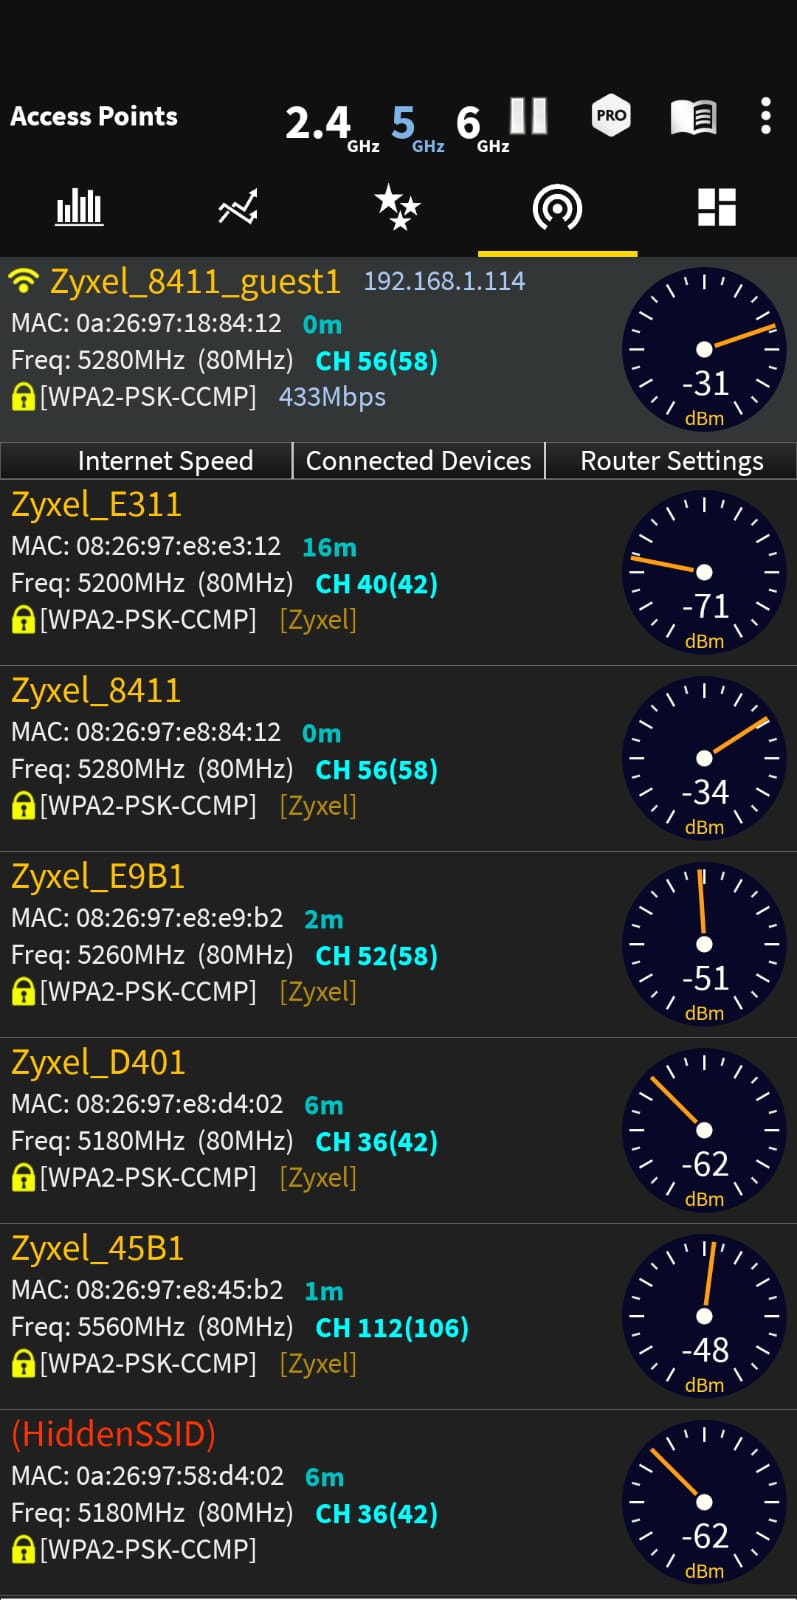 Access Points 2.4 GHz 5 GHz 6 GHz PRO
Zyxel_8411_guest1 192.168.1.114
MAC: 0a:26:97:18:84:12 0m
Freq: 5280MHz (80MHz) CH 56(58)
[WPA2-PSK-CCMP] 433Mbps
-31
dBm
Internet Speed Connected Devices Router Settings
Zyxel_E311
MAC: 08:26:97:e8:e3:12 16m
Freq: 5200MHz (80MHz) CH 40(42)
[WPA2-PSK-CCMP] [Zyxel]
-71
dBm
Zyxel_8411
MAC: 08:26:97:e8:84:12 0m
Freq: 5280MHz (80MHz) CH 56(58)
[WPA2-PSK-CCMP] [Zyxel]
-34
dBm
Zyxel_E9B1
MAC: 08:26:97:e8:e9:b2 2m
Freq: 5260MHz (80MHz) CH 52(58)
[WPA2-PSK-CCMP] [Zyxel]
-51
dBm
Zyxel_D401
MAC: 08:26:97:e8:d4:02 6m
Freq: 5180MHz (80MHz) CH 36(42)
[WPA2-PSK-CCMP] [Zyxel]
-62
dBm
Zyxel_45B1
MAC: 08:26:97:e8:45:b2 1m
Freq: 5560MHz (80MHz) CH 112(106)
[WPA2-PSK-CCMP] [Zyxel]
-48
dBm
(HiddenSSID)
MAC: 0a:26:97:58:d4:02 6m
Freq: 5180MHz (80MHz) CH 36(42)
[WPA2-PSK-CCMP]
-62
dBm